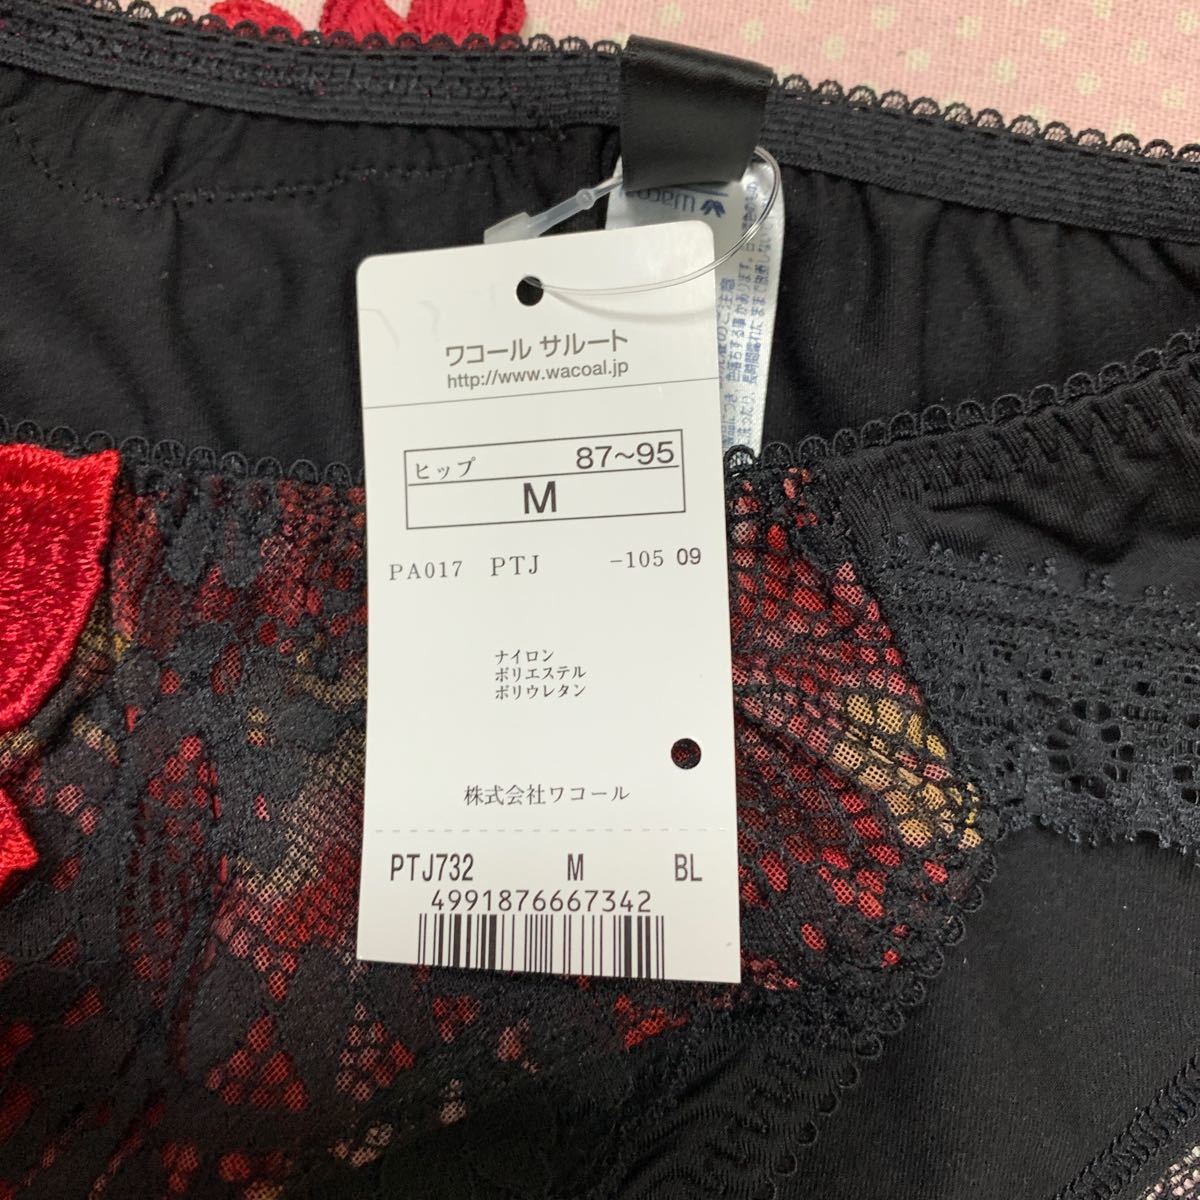 ワコール サルート
http://www.wacoal.jp
ヒップ 87~95
M
PA017 PTJ -105 09
ナイロン
ポリエステル
ポリウレタン
株式会社ワコール
PTJ732 M BL
4991876667342